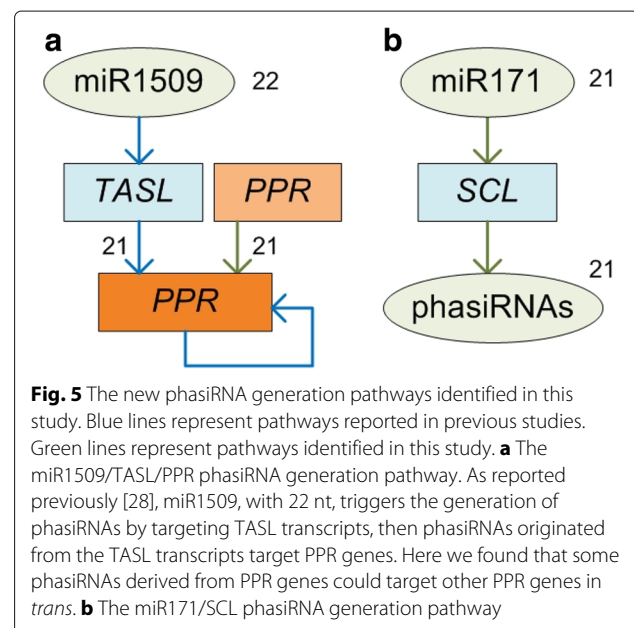 a
b
miR1509 22
miR171 21
TASL PPR
SCL
21 21
21
PPR
phasiRNAs
Fig. 5 The new phasiRNA generation pathways identified in this
study. Blue lines represent pathways reported in previous studies.
Green lines represent pathways identified in this study. a The
miR1509/TASL/PPR phasiRNA generation pathway. As reported
previously [28], miR1509, with 22 nt, triggers the generation of
phasiRNAs by targeting TASL transcripts, then phasiRNAs originated
from the TASL transcripts target PPR genes. Here we found that some
phasiRNAs derived from PPR genes could target other PPR genes in
trans. b The miR171/SCL phasiRNA generation pathway